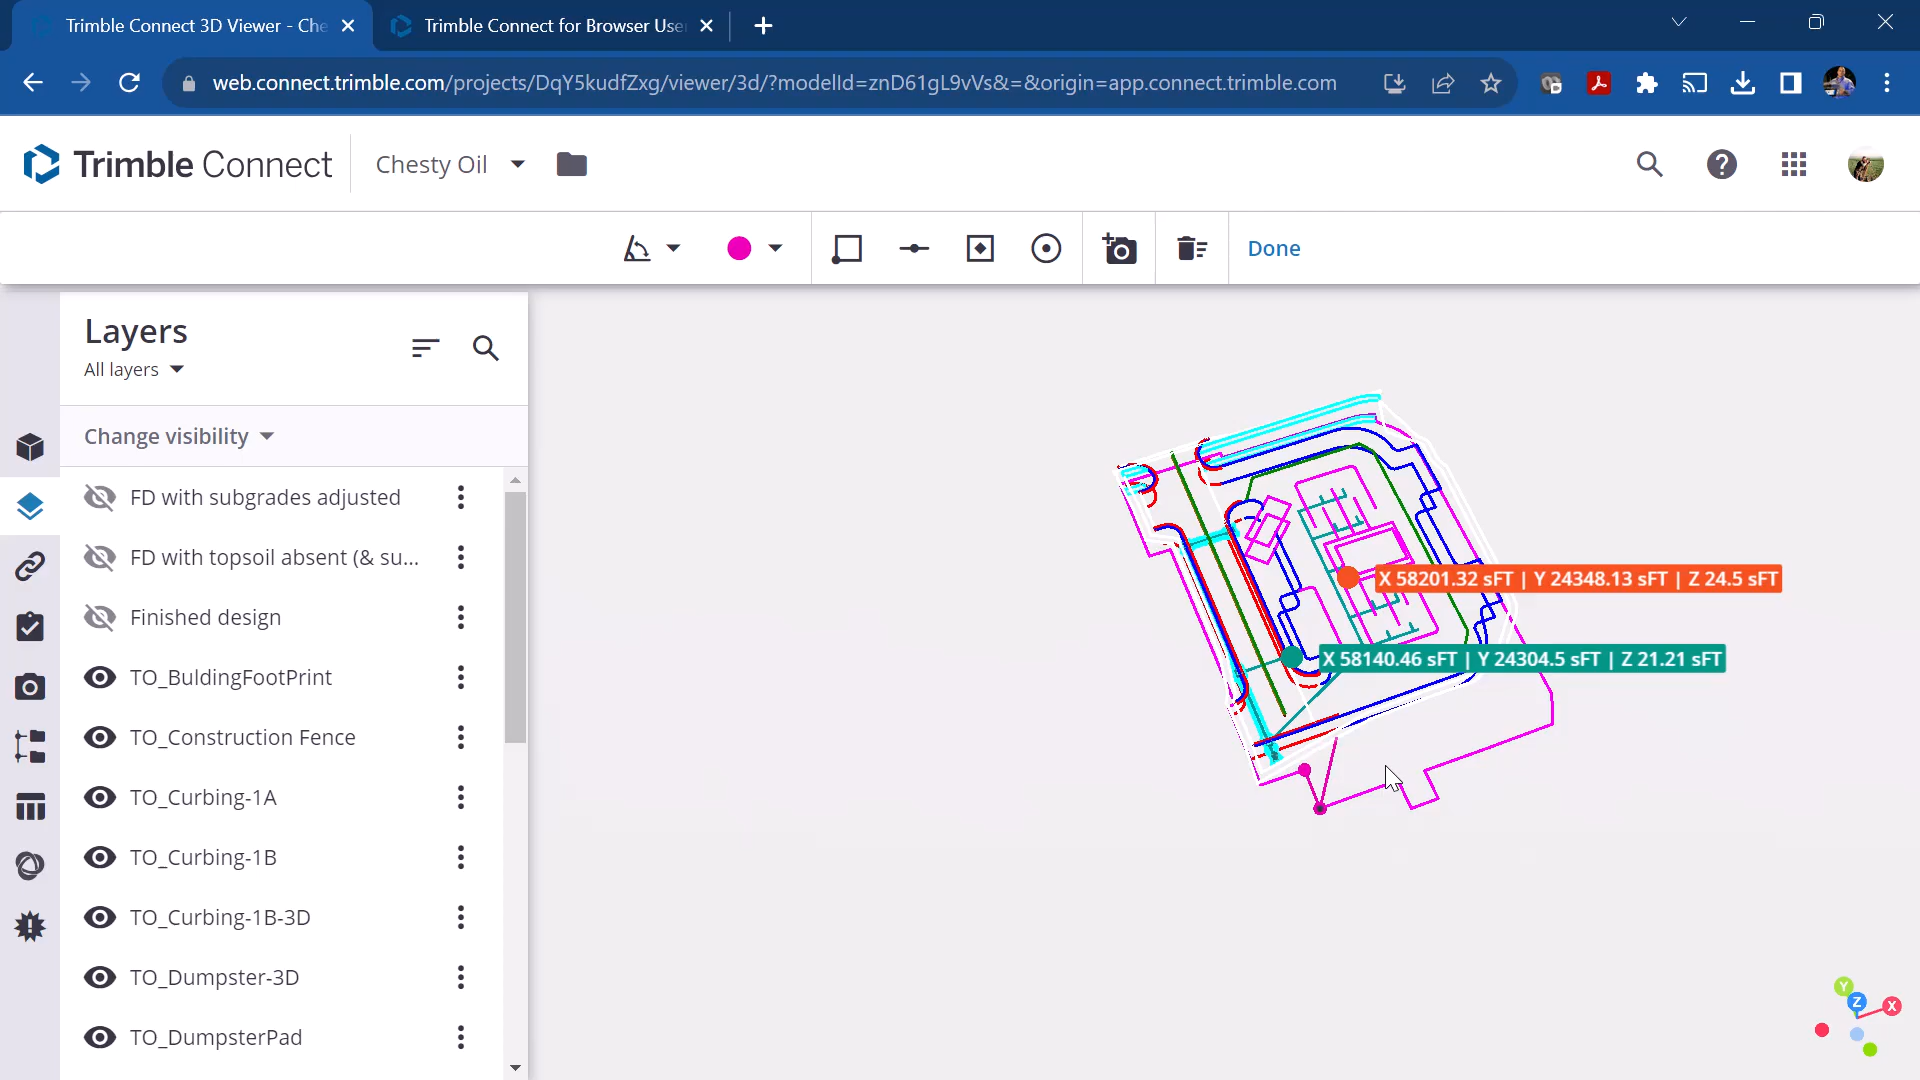 Trimble Connect 3D Viewer - Che
Trimble Connect for Browser Use
web.connect.trimble.com/projects/DqY5kudfZxg/viewer/3d/?modelId=znD61gL9vVs&=&origin=app.connect.trimble.com
Trimble Connect
Chesty Oil
Done
Layers
All layers
Change visibility
FD with subgrades adjusted
FD with topsoil absent (& su...
Finished design
TO_BuldingFootPrint
TO_Construction Fence
TO_Curbing-1A
TO_Curbing-1B
TO_Curbing-1B-3D
TO_Dumpster-3D
TO_DumpsterPad
X 58201.32 sFT | Y 24348.13 sFT | Z 24.5 sFT
X 58140.46 sFT | Y 24304.5 sFT | Z 21.21 sFT
Y
Z
X